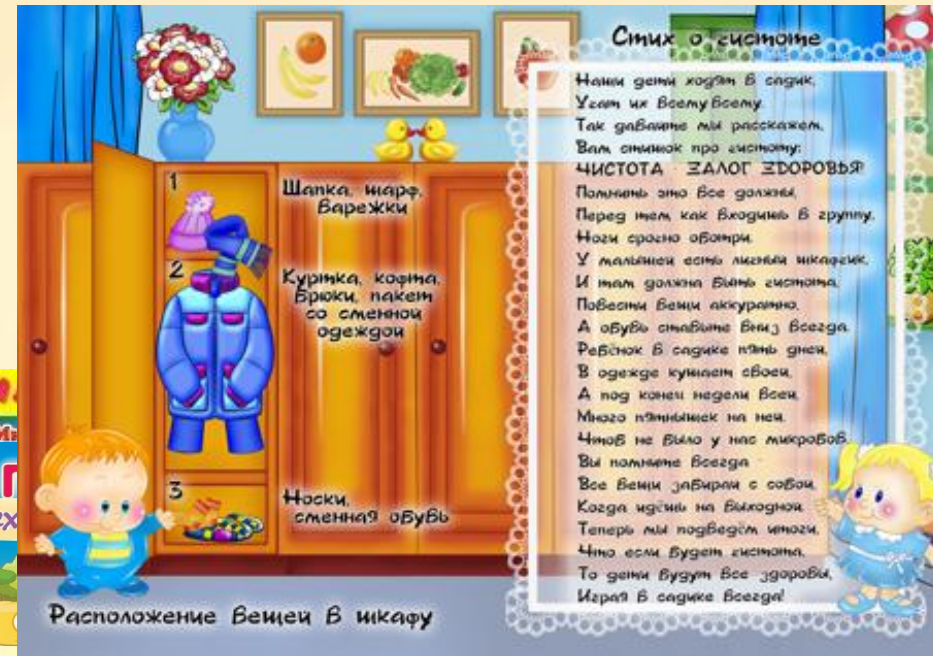 Стих о чистоте
Наши дети ходят в садик,
Учат их всему всему.
Так давайте мы расскажем,
Вам стишок про чистоту:
ЧИСТОТА - ЗАЛОГ ЗДОРОВЬЯ!
Помнить это все должны,
Перед тем как входишь в группу,
Ноги срочно оботри.
У малышей есть личный шкафчик,
И там должна быть чистота,
Повести вещи аккуратно,
А обувь ставьте вниз всегда.
Ребёнок в садике пять дней,
В одежде кушает своей,
А под конец недели всей,
Много пятнышек на ней.
Чтоб не было у нас микробов,
Вы помните всегда -
Все вещи забирай с собой,
Когда идёшь на выходной.
Теперь мы подведём итоги,
Что если будет чистота,
То дети будут все здоровы,
Играя в садике всегда!
1
Шапка, шарф,
варежки
2
Куртка, кофта,
брюки, пакет
со сменной
одеждой
3
Носки,
сменная обувь
Расположение вещей в шкафу